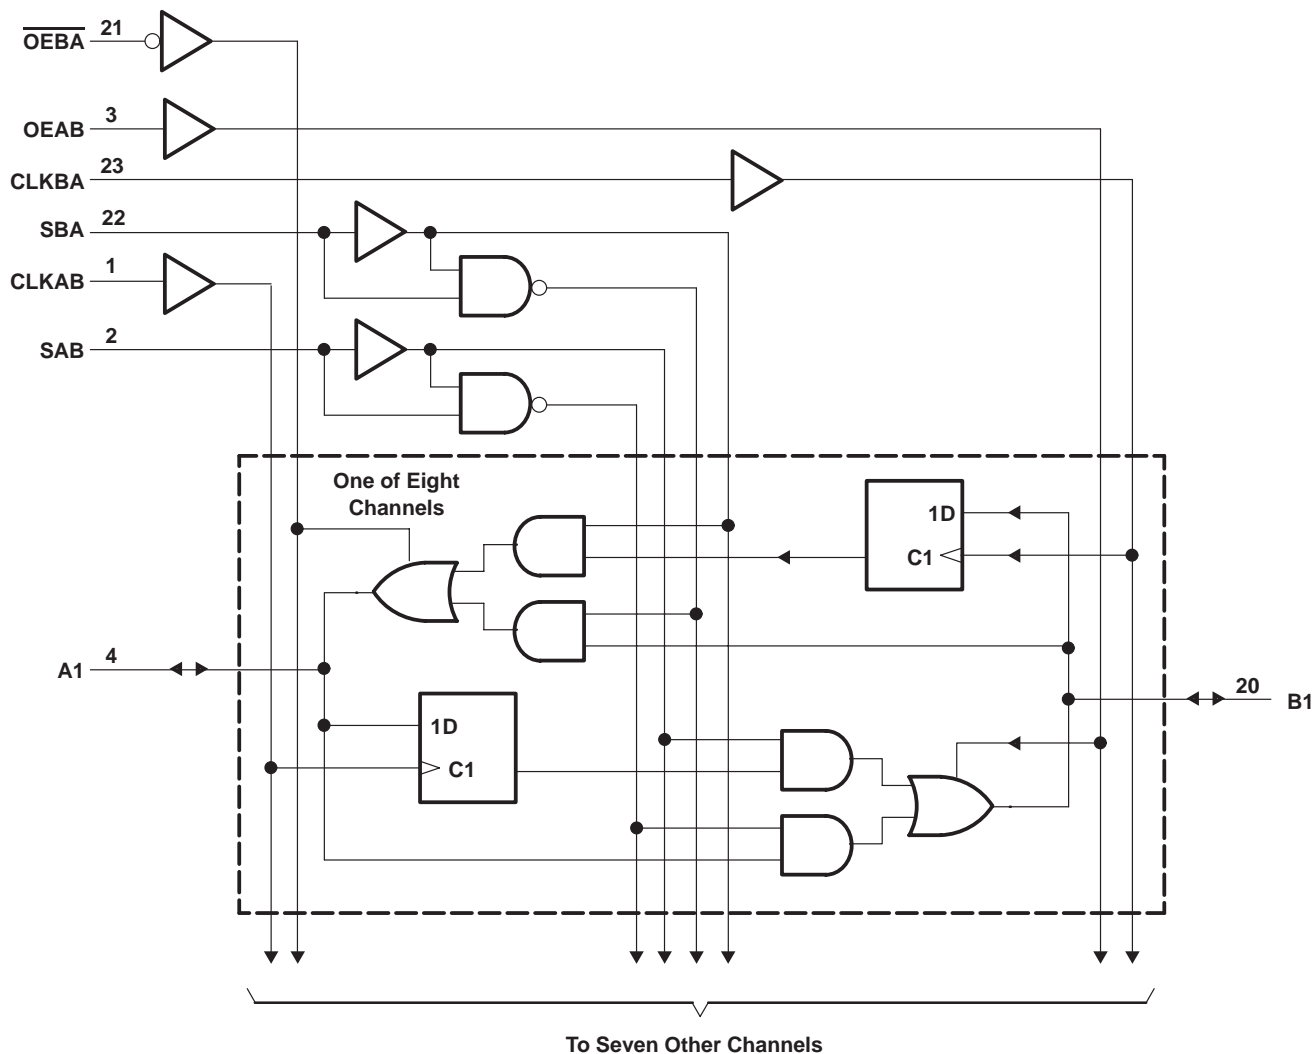 OEBA 21
OEAB 3
CLKBA 23
SBA 22
CLKAB 1
SAB 2
One of Eight
Channels
1D
C1
A1 4
1D
C1
20 B1
To Seven Other Channels